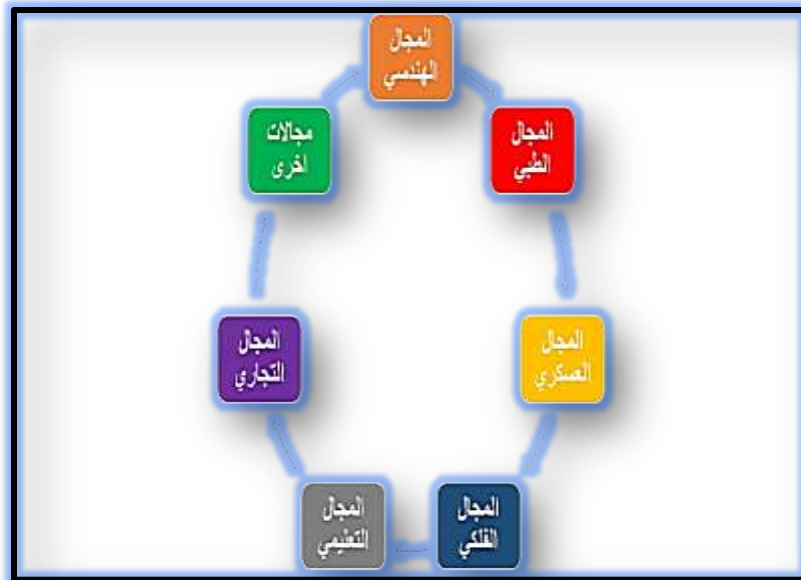 المجال
الهندسي
المجال
الطبي
المجال
العسكري
المجال
الفلكي
المجال
التعليمي
المجال
التجاري
مجالات
اخرى